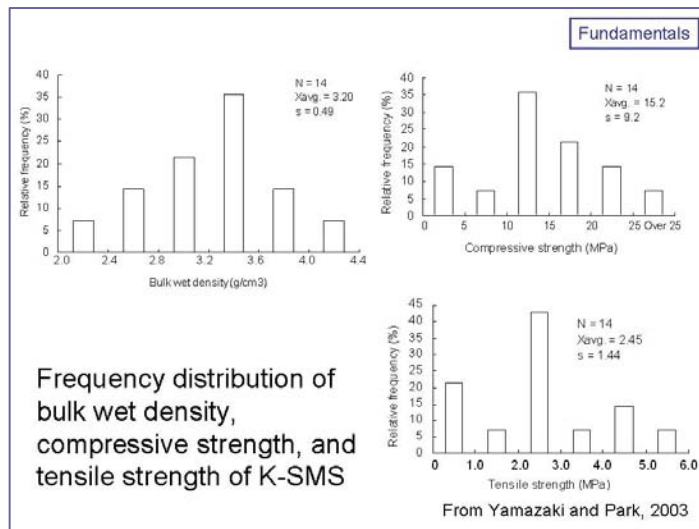 Fundamentals
40
35
30
25
20
15
10
5
0
Relative frequency (%)
N = 14
Xavg. = 3.20
s = 0.49
2.0 2.4 2.8 3.2 3.6 4.0 4.4
Bulk wet density (g/cm3)
40
35
30
25
20
15
10
5
0
Relative frequency (%)
N = 14
Xavg. = 15.2
s = 9.2
0 5 10 15 20 25 Over 25
Compressive strength (MPa)
45
40
35
30
25
20
15
10
5
0
Relative frequency (%)
N = 14
Xavg. = 2.45
s = 1.44
0 1.0 2.0 3.0 4.0 5.0 6.0
Tensile strength (MPa)
Frequency distribution of
bulk wet density,
compressive strength, and
tensile strength of K-SMS
From Yamazaki and Park, 2003